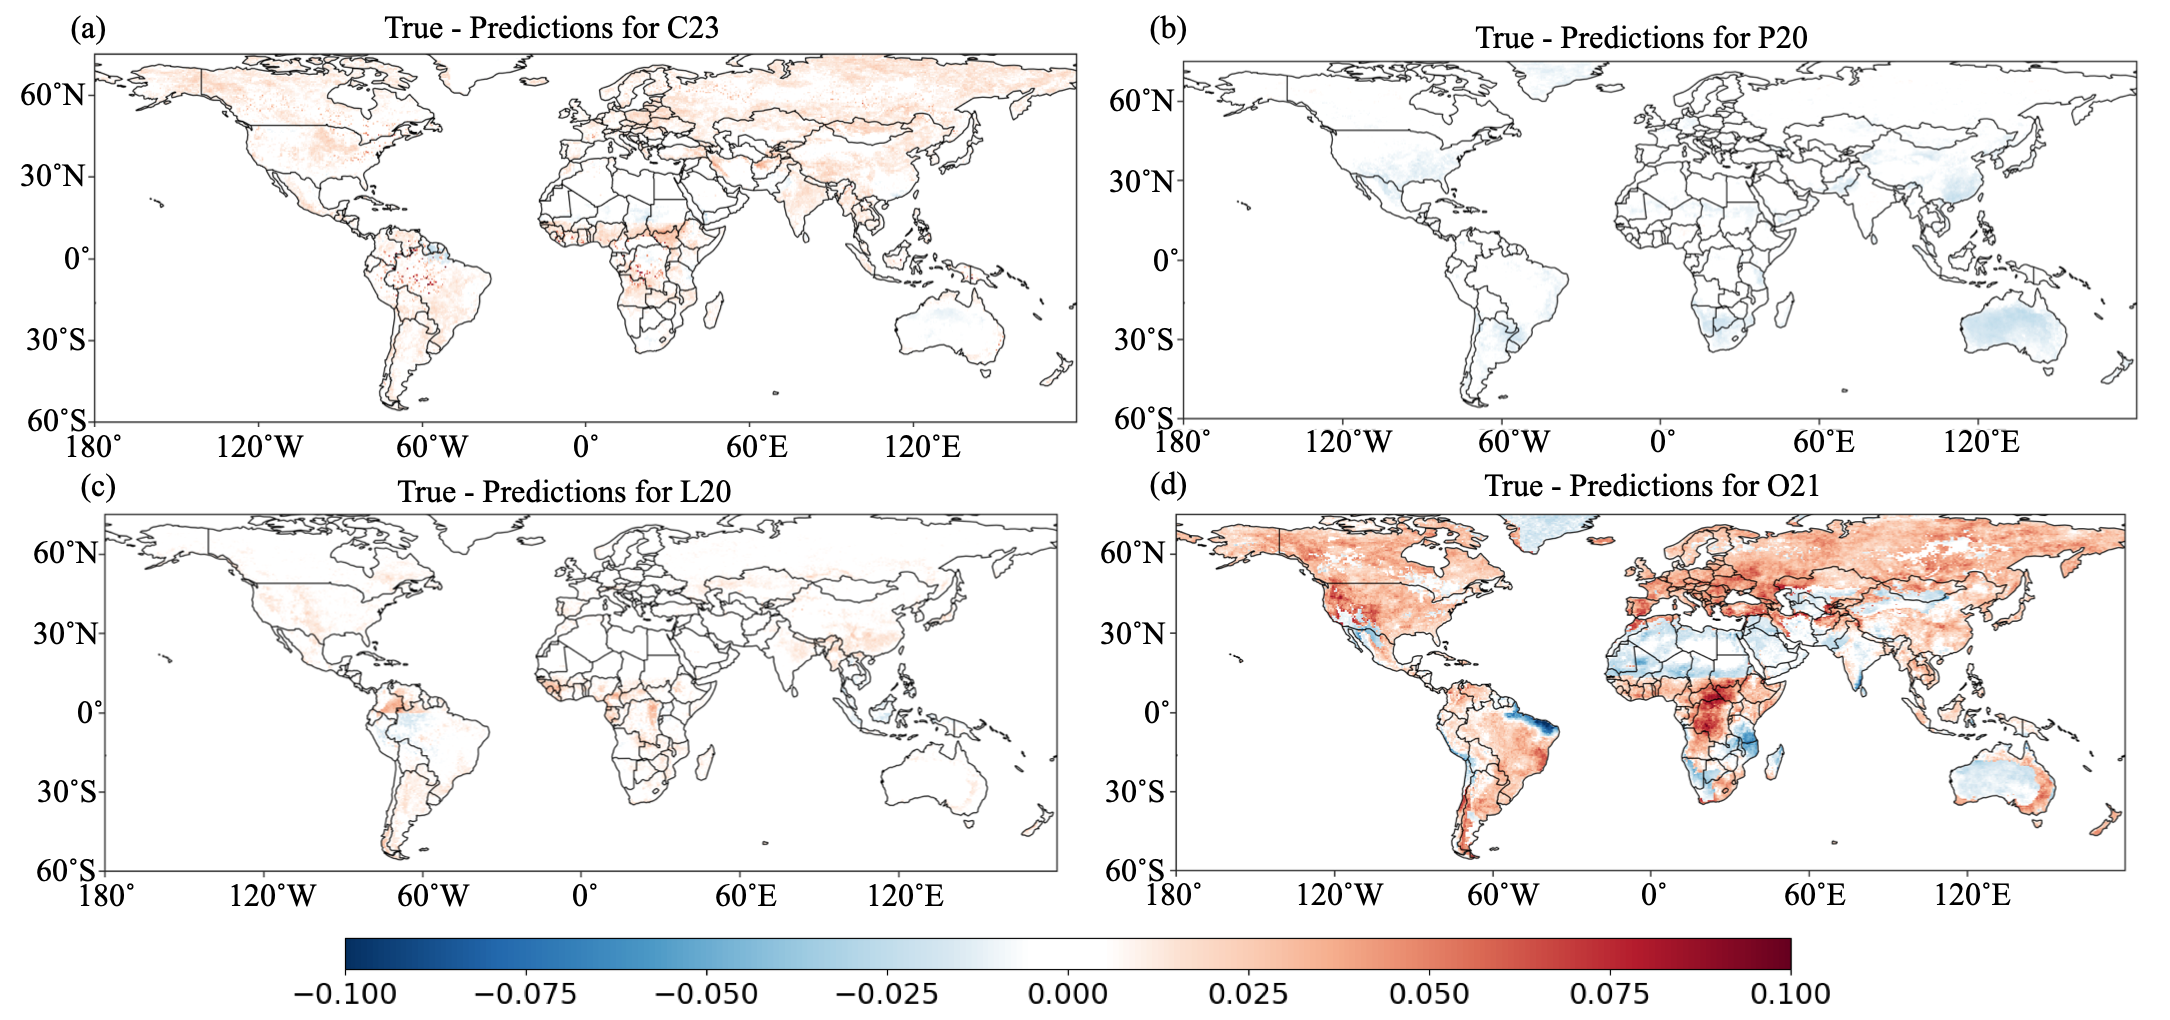 (a)
True - Predictions for C23
60°N
30°N
0°
30°S
60°S
180° 120°W 60°W 0° 60°E 120°E
(b)
True - Predictions for P20
60°N
30°N
0°
30°S
60°S
180° 120°W 60°W 0° 60°E 120°E
(c)
True - Predictions for L20
60°N
30°N
0°
30°S
60°S
180° 120°W 60°W 0° 60°E 120°E
(d)
True - Predictions for O21
60°N
30°N
0°
30°S
60°S
180° 120°W 60°W 0° 60°E 120°E
−0.100 −0.075 −0.050 −0.025 0.000 0.025 0.050 0.075 0.100